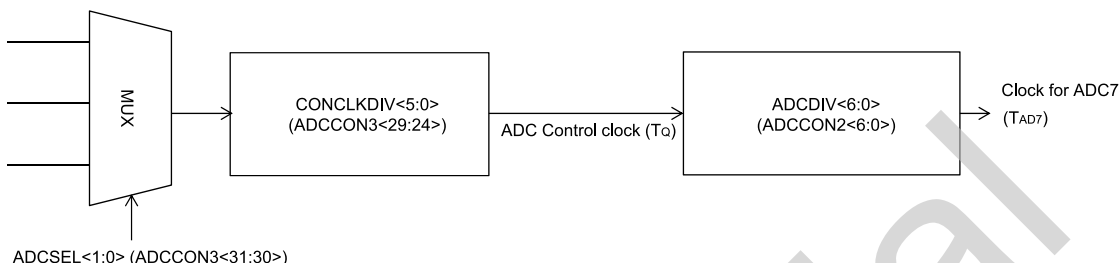 MUX
CONCLKDIV<5:0>
(ADCCON3<29:24>)
ADC Control clock (TQ)
ADCDIV<6:0>
(ADCCON2<6:0>)
Clock for ADC7
(TAD7)
ADCSEL<1:0> (ADCCON3<31:30>)
ial